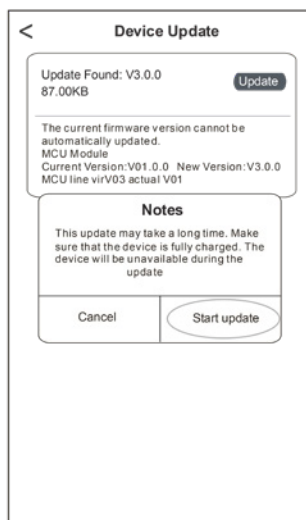 < Device Update
Update Found: V3.0.0
Update
87.00KB
The current firmware version cannot be
automatically updated.
MCU Module
Current Version:V01.0.0 New Version:V3.0.0
MCU line virV03 actual V01
Notes
This update may take a long time. Make
sure that the device is fully charged. The
device will be unavailable during the
update
Cancel
Start update